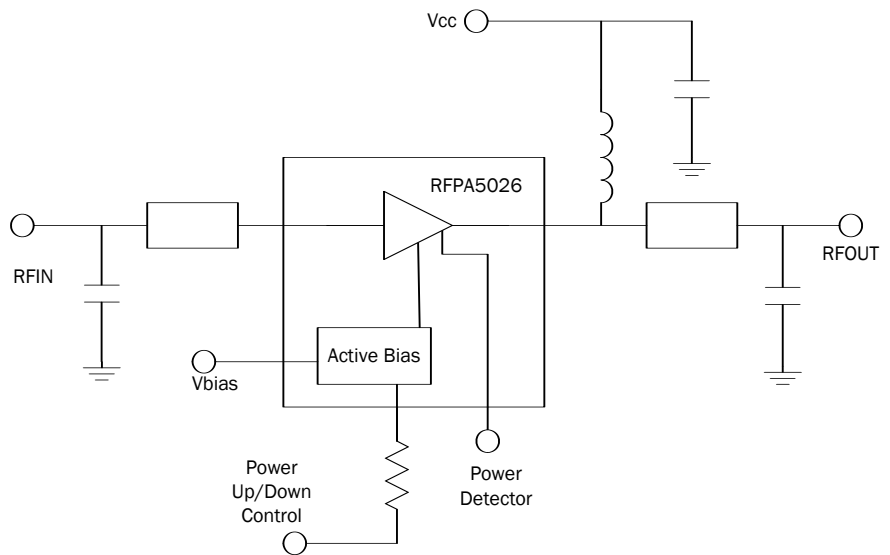 Vcc
RFPA5026
RFIN
RFOUT
Active Bias
Vbias
Power
Up/Down
Control
Power
Detector